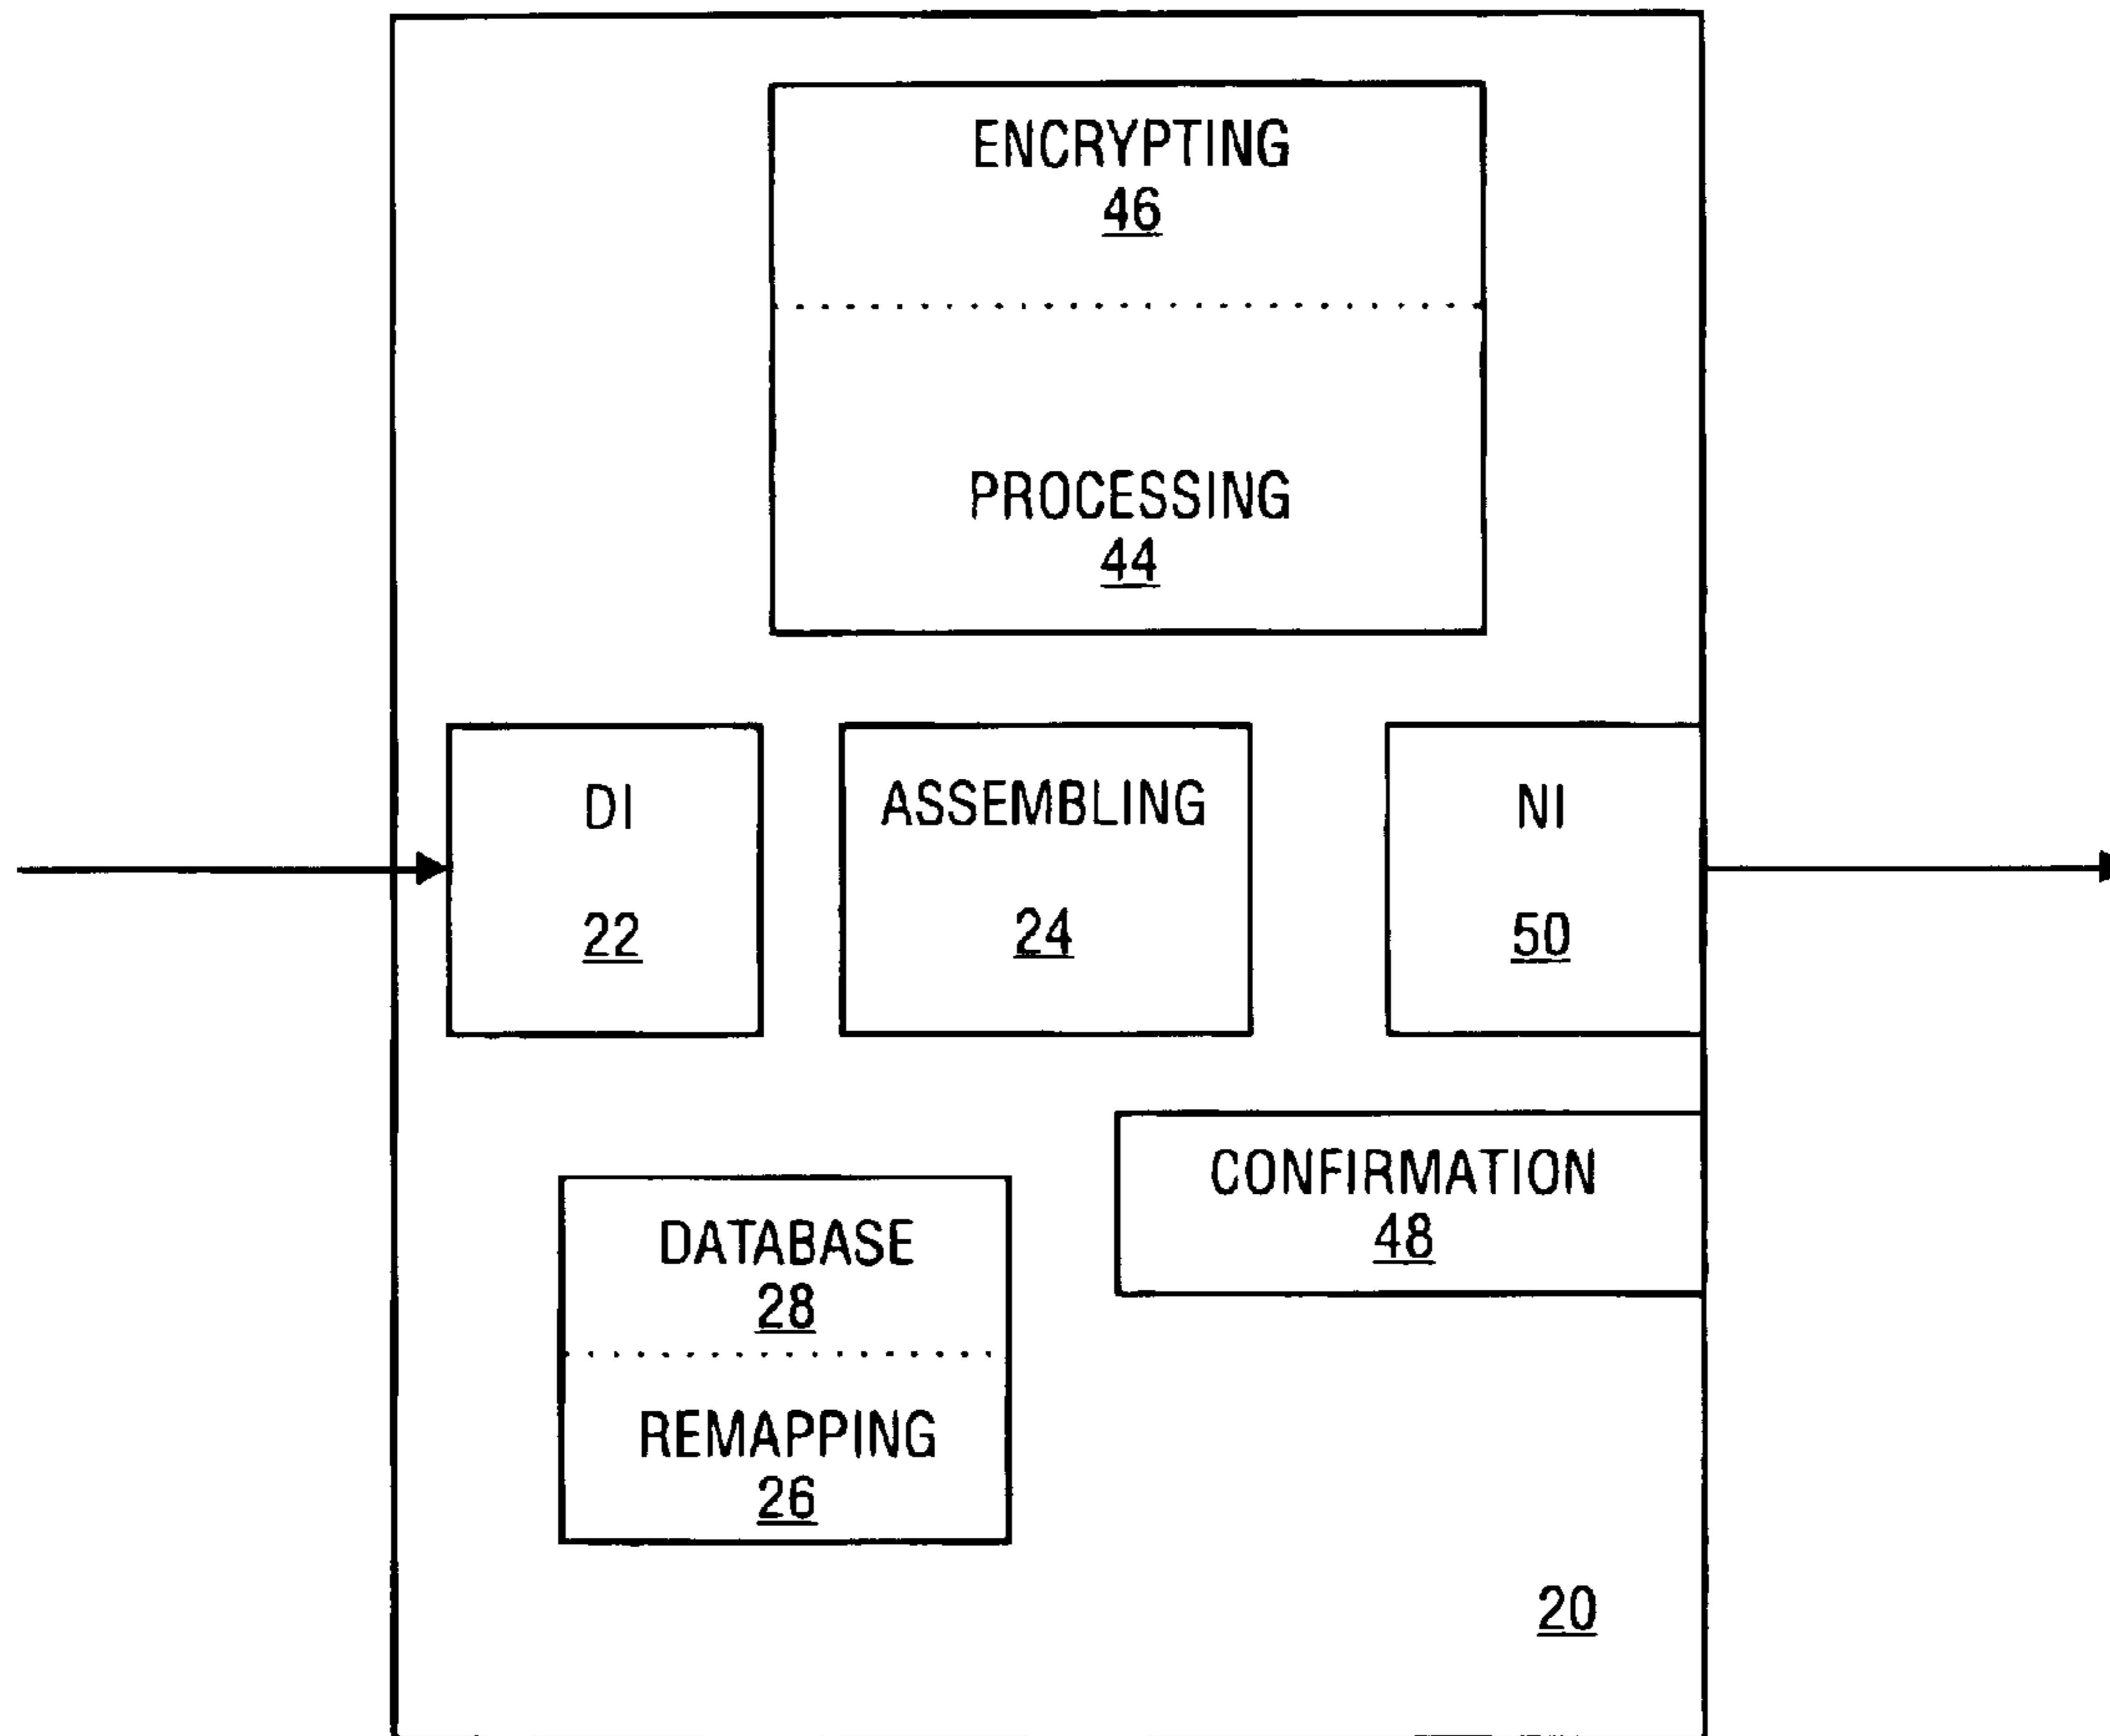 ENCRYPTING
46
PROCESSING
44
DI
22
ASSEMBLING
24
NI
50
CONFIRMATION
48
DATABASE
28
REMAPPING
26
20